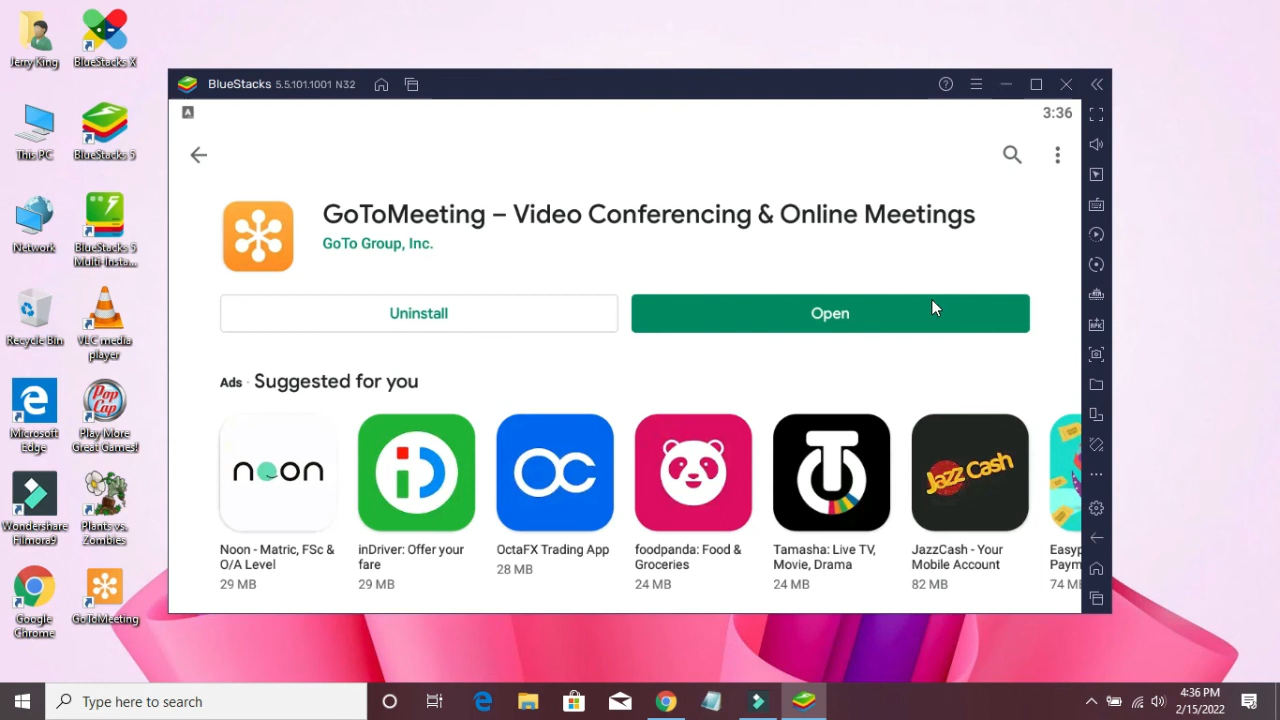 Jerry King
BlueStacks X
This PC
BlueStacks 5
Network
BlueStacks 5
Multi-Insta...
Recycle Bin
VLC media
player
Microsoft
Edge
Play More
Great Games!
Wondershare
Filmora9
Plants vs.
Zombies
Google
Chrome
GoToMeeting
BlueStacks 5.5.101.1001 N32
A
3:36
GoToMeeting – Video Conferencing & Online Meetings
GoTo Group, Inc.
Uninstall
Open
Ads · Suggested for you
noon
iD
OC
Jazz Cash
Noon - Matric, FSc &
O/A Level
29 MB
inDriver: Offer your
fare
29 MB
OctaFX Trading App
28 MB
foodpanda: Food &
Groceries
24 MB
Tamasha: Live TV,
Movie, Drama
24 MB
JazzCash - Your
Mobile Account
82 MB
Easyp
Paym
74 M
Pop
Cap
Type here to search
4:36 PM
2/15/2022